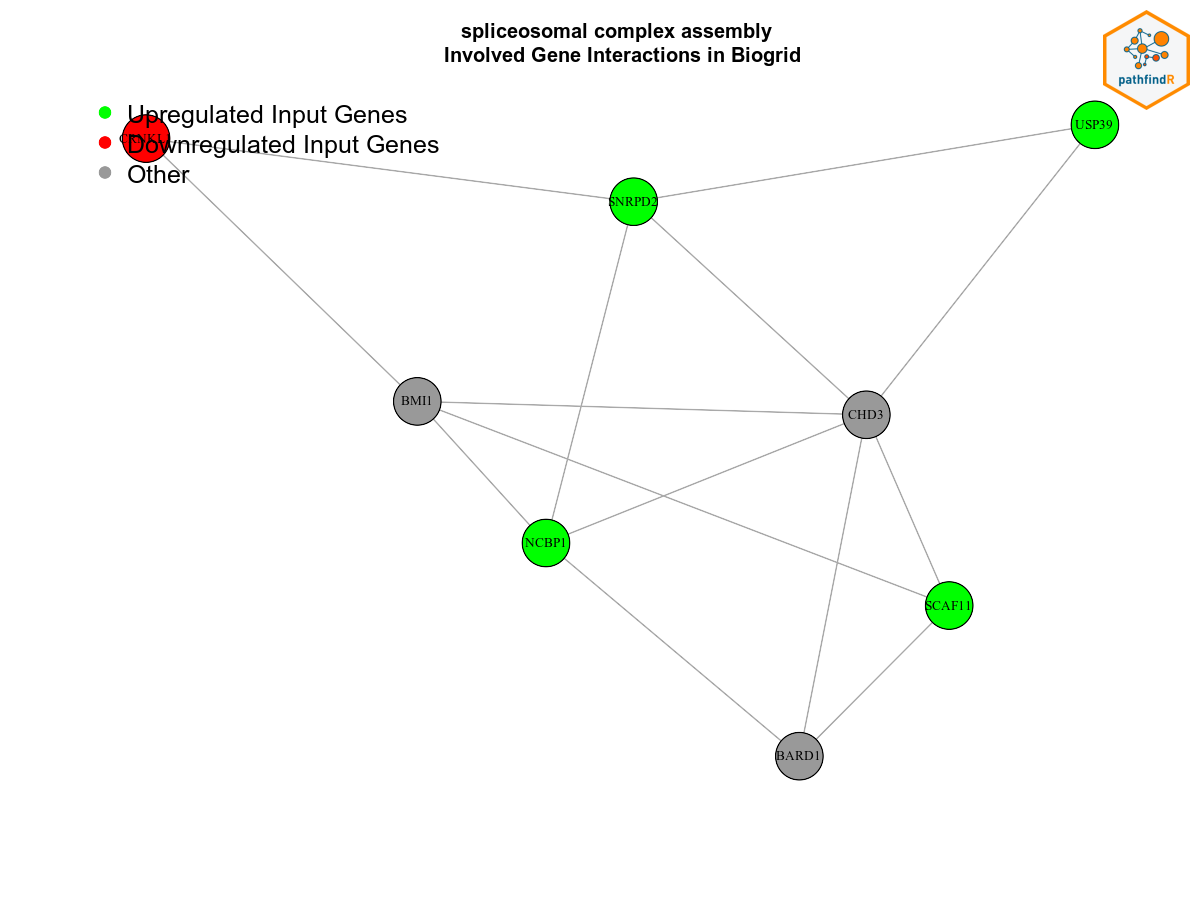 spliceosomal complex assembly
Involved Gene Interactions in Biogrid
pathfindR
Upregulated Input Genes
Downregulated Input Genes
Other
USP39
SNRPD2
BMI1
CHD3
NCBP1
SCAF11
BARD1